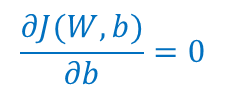 ∂J(W, b)
∂b
= 0